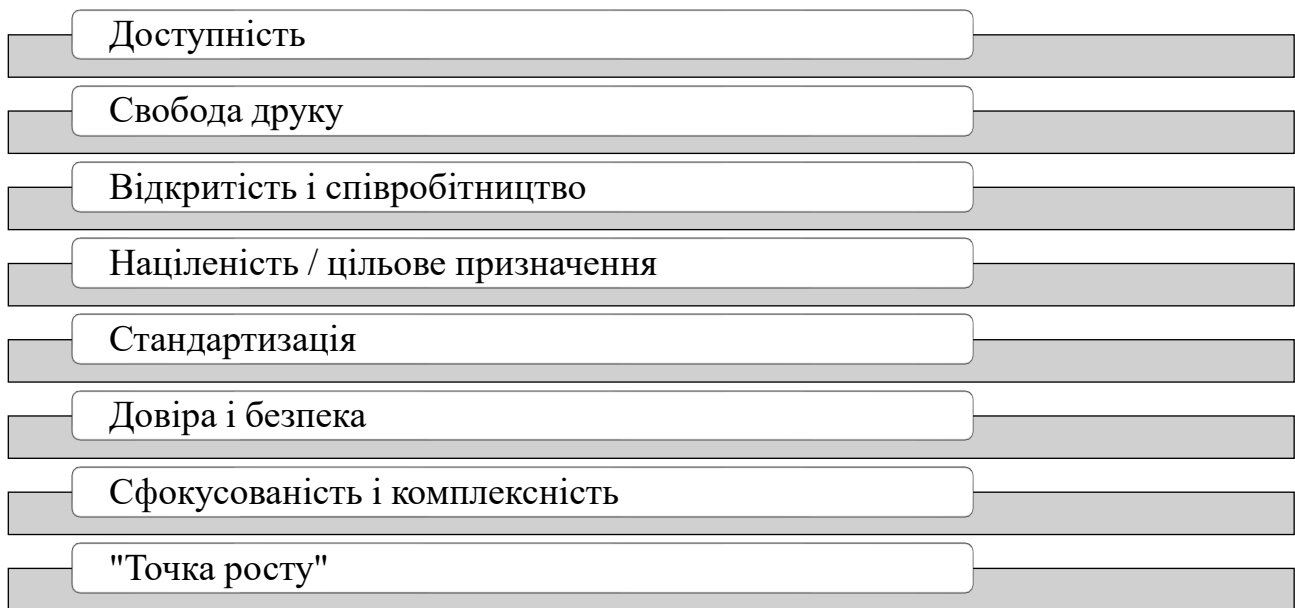 Доступність
Свобода друку
Відкритість і співробітництво
Націленість / цільове призначення
Стандартизація
Довіра і безпека
Сфокусованість і комплексність
"Точка росту"